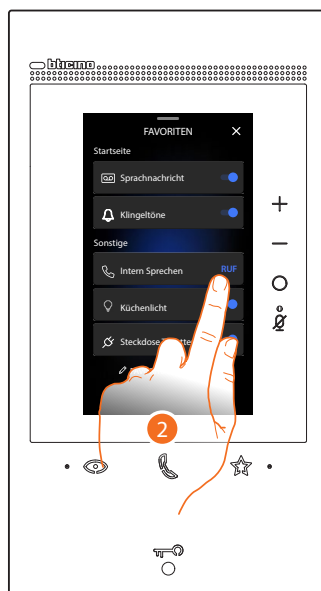 bticino
FAVORITEN
Startseite
Sprachnachricht
Klingeltöne
Sonstige
Intern Sprechen RUF
Küchenlicht
Steckdose
2